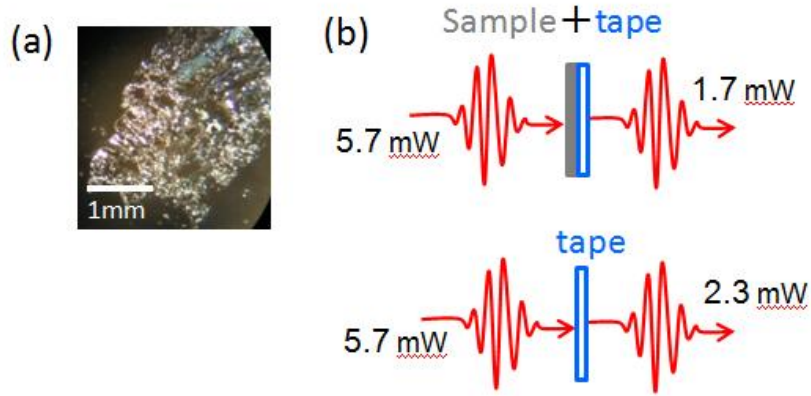 (a)
1mm
(b)
Sample+tape
5.7 mW
1.7 mW
tape
5.7 mW
2.3 mW